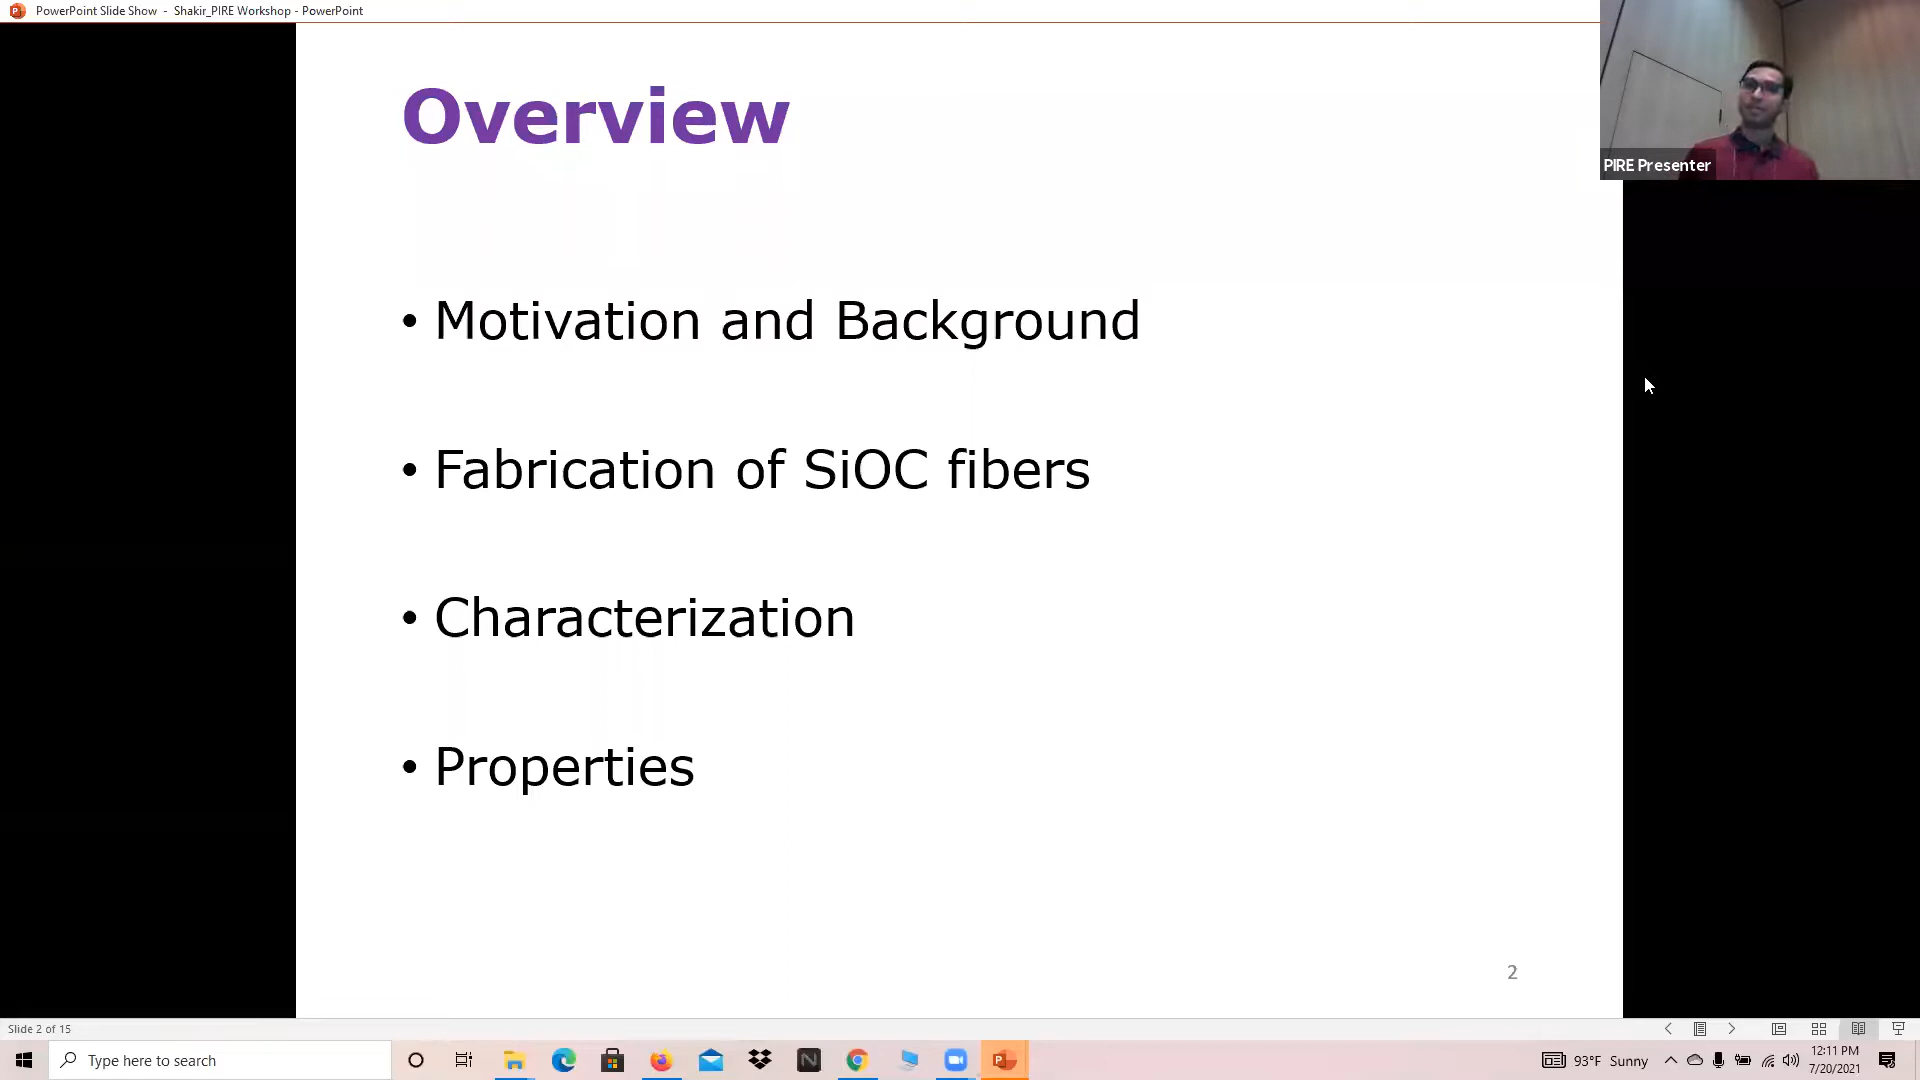 PowerPoint Slide Show - Shakir_PIRE Workshop - PowerPoint
PIRE Presenter
Overview
• Motivation and Background
• Fabrication of SiOC fibers
• Characterization
• Properties
2
Slide 2 of 15
Type here to search
93°F Sunny
12:11 PM
7/20/2021